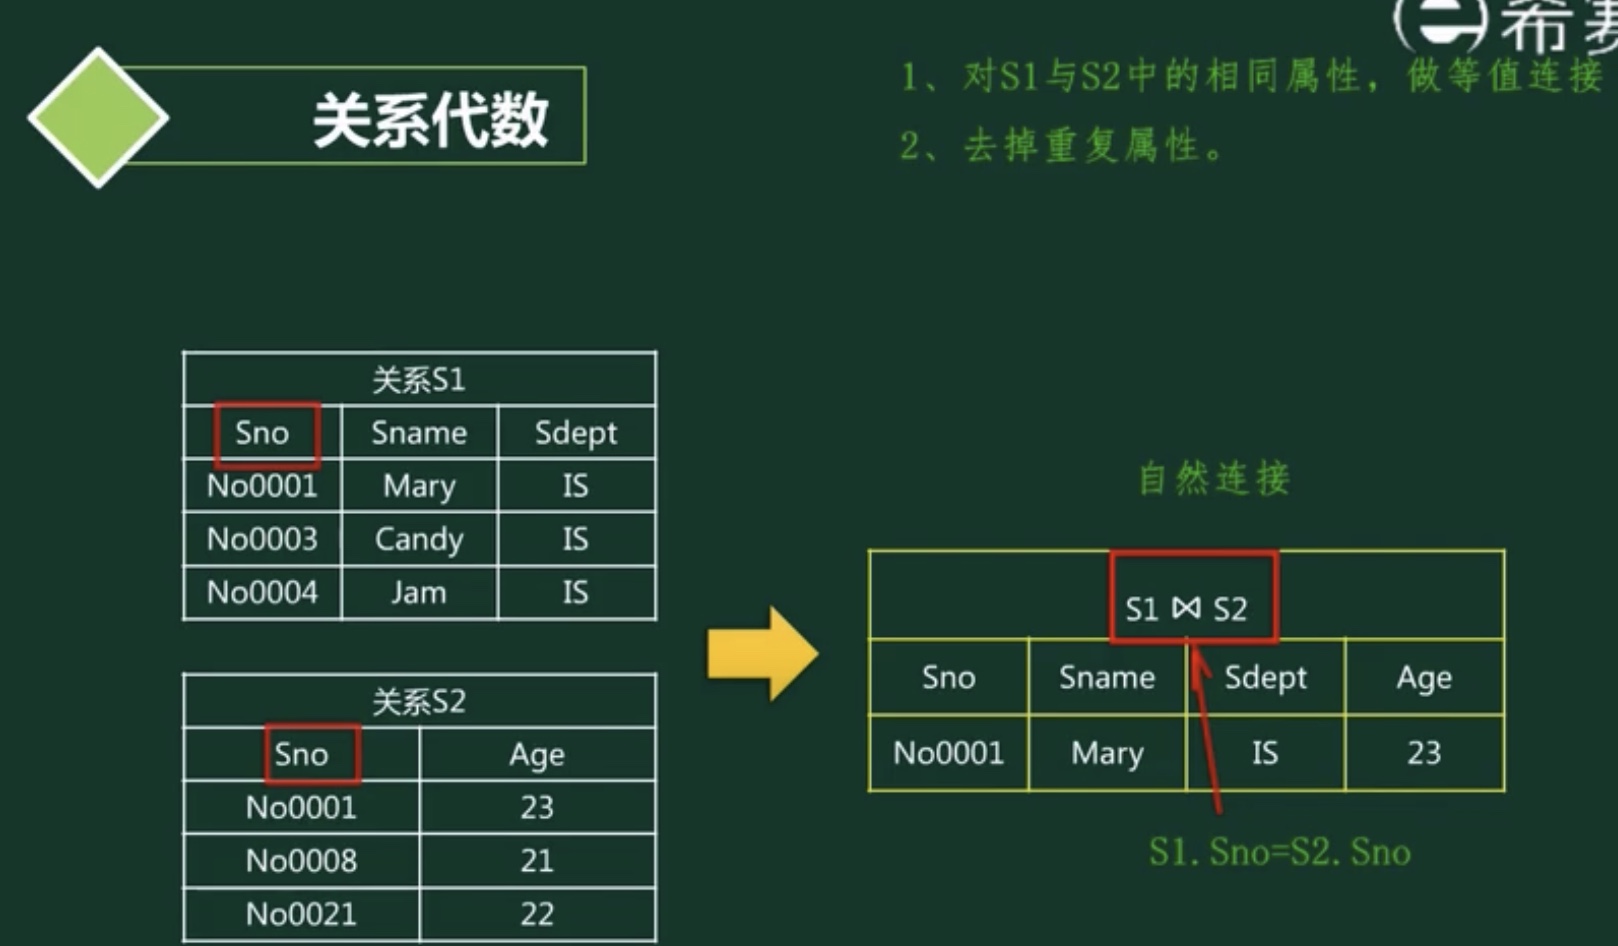 希赛
关系代数
1、对S1与S2中的相同属性，做等值连接
2、去掉重复属性。
关系S1
Sno Sname Sdept
No0001 Mary IS
No0003 Candy IS
No0004 Jam IS
关系S2
Sno Age
No0001 23
No0008 21
No0021 22
自然连接
S1 ⋈ S2
Sno Sname Sdept Age
No0001 Mary IS 23
S1.Sno=S2.Sno